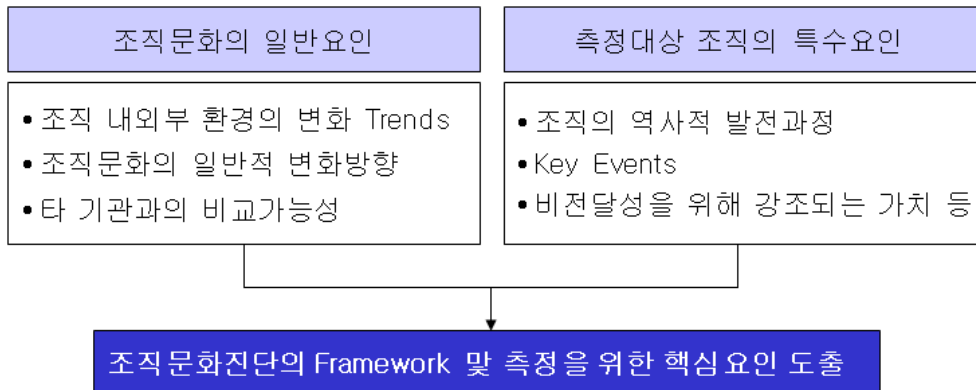 조직문화의 일반요인
• 조직 내외부 환경의 변화 Trends
• 조직문화의 일반적 변화방향
• 타 기관과의 비교가능성
측정대상 조직의 특수요인
• 조직의 역사적 발전과정
• Key Events
• 비전달성을 위해 강조되는 가치 등
조직문화진단의 Framework 및 측정을 위한 핵심요인 도출